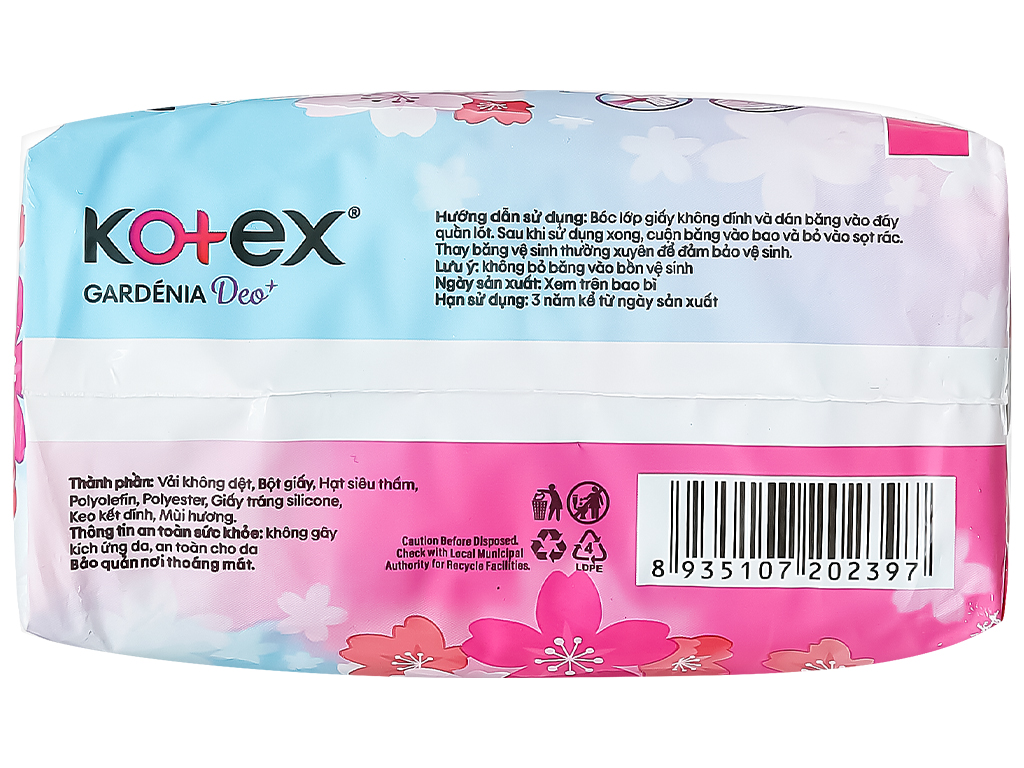 Kotex®
GARDÉNIA Deo+
Hướng dẫn sử dụng: Bóc lớp giấy không dính và dán băng vào đáy
quần lót. Sau khi sử dụng xong, cuộn băng vào bao và bỏ vào sọt rác.
Thay băng vệ sinh thường xuyên để đảm bảo vệ sinh.
Lưu ý: không bỏ băng vào bồn vệ sinh
Ngày sản xuất: Xem trên bao bì
Hạn sử dụng: 3 năm kể từ ngày sản xuất
Thành phần: Vải không dệt, Bột giấy, Hạt siêu thấm,
Polyolefin, Polyester, Giấy tráng silicone,
Keo kết dính, Mùi hương.
Thông tin an toàn sức khỏe: không gây
kích ứng da, an toàn cho da
Bảo quản nơi thoáng mát.
Caution Before Disposed.
Check with Local Municipal
Authority for Recycle Facilities.
4
LDPE
8 935107 202397